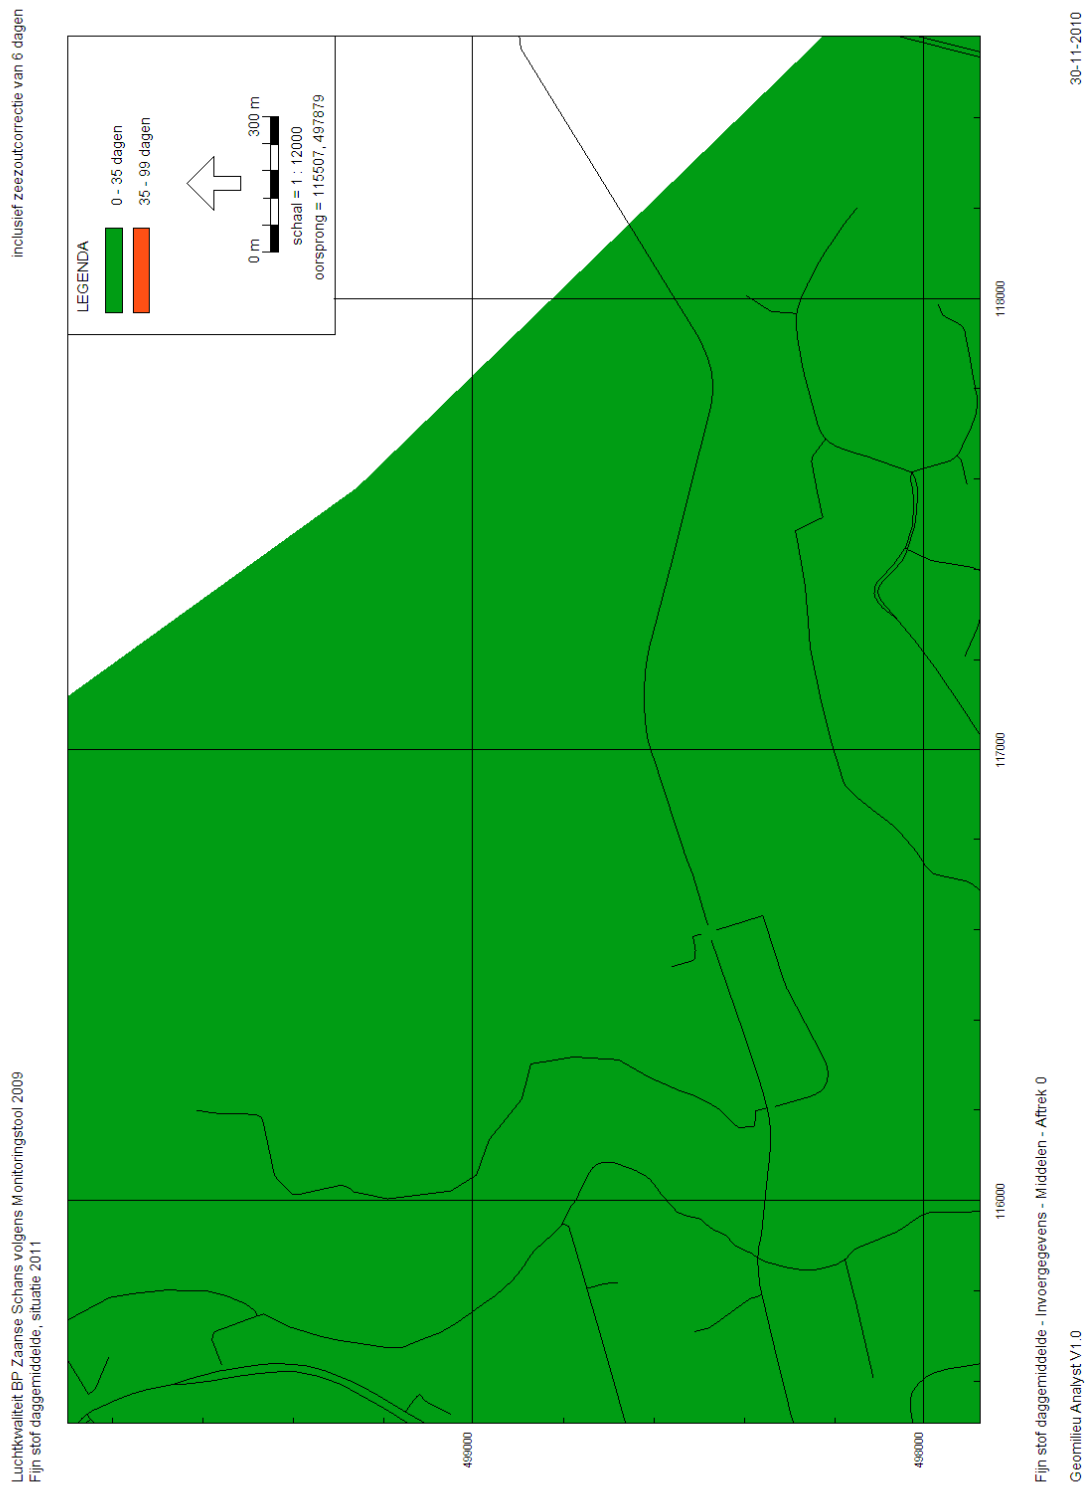 Luchtkwaliteit BP Zaanse Schans volgens Monitoringstool 2009
Fijn stof daggemiddelde, situatie 2011
inclusief zeezoutcorrectie van 6 dagen
LEGENDA
0 - 35 dagen
35 - 99 dagen
0 m
300 m
schaal = 1 : 12000
oorsprong = 115507, 497879
499000
498000
116000
117000
118000
Fijn stof daggemiddelde - Invoergegevens - Middelen - Aftrek 0
Geomilieu Analyst V1.0
30-11-2010